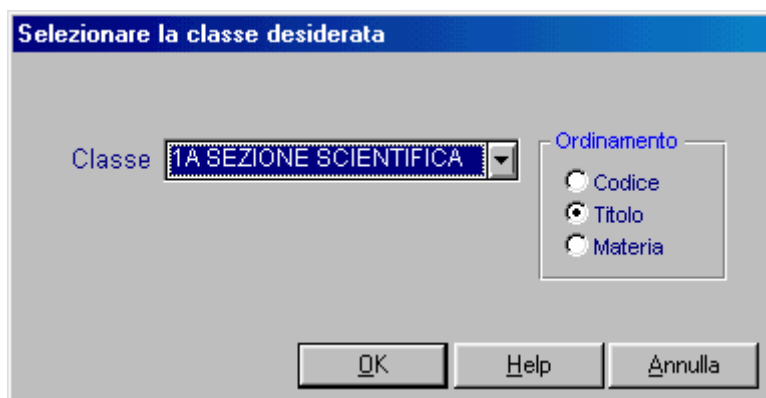 Selezionare la classe desiderata
Classe 1A SEZIONE SCIENTIFICA
Ordinamento
Codice
Titolo
Materia
OK Help Annulla